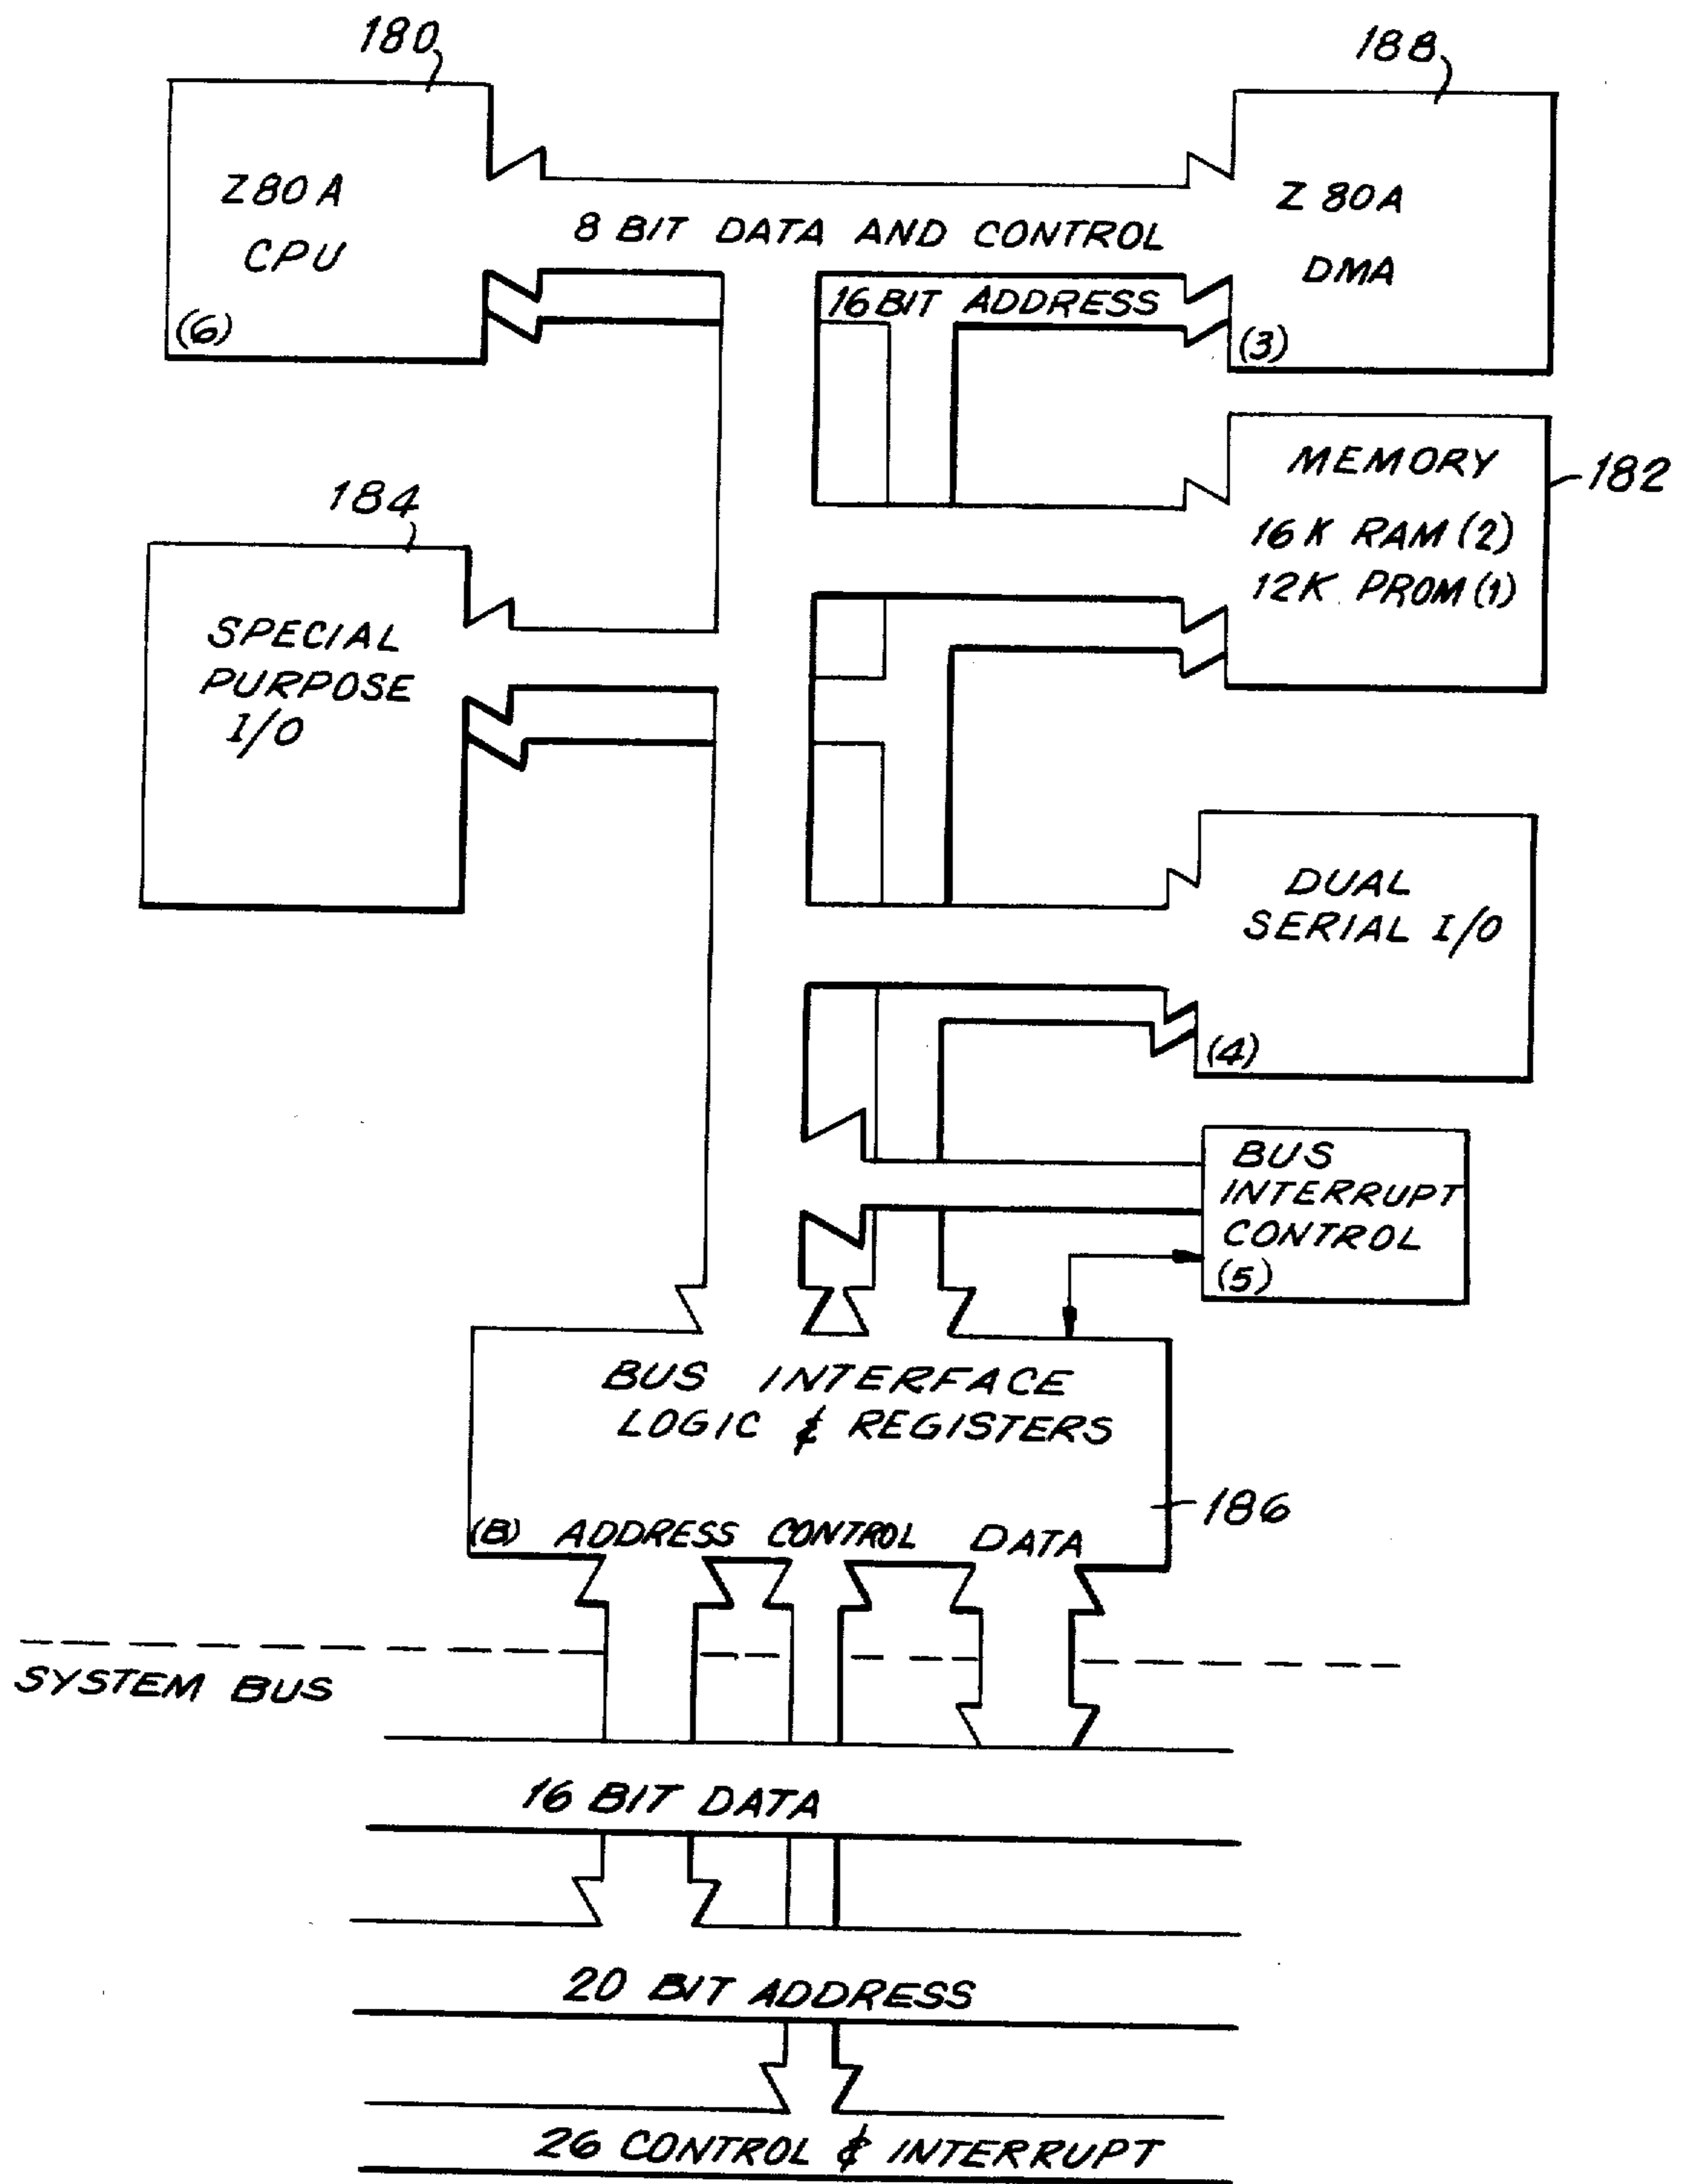 180
188
Z80A
CPU
(6)
8 BIT DATA AND CONTROL
16 BIT ADDRESS
Z 80A
DMA
(3)
MEMORY
16K RAM (2)
12K PROM (1)
182
184
SPECIAL
PURPOSE
I/O
DUAL
SERIAL I/O
(4)
BUS
INTERRUPT
CONTROL
(5)
BUS INTERFACE
LOGIC & REGISTERS
186
(8) ADDRESS CONTROL DATA
SYSTEM BUS
16 BIT DATA
20 BIT ADDRESS
26 CONTROL & INTERRUPT